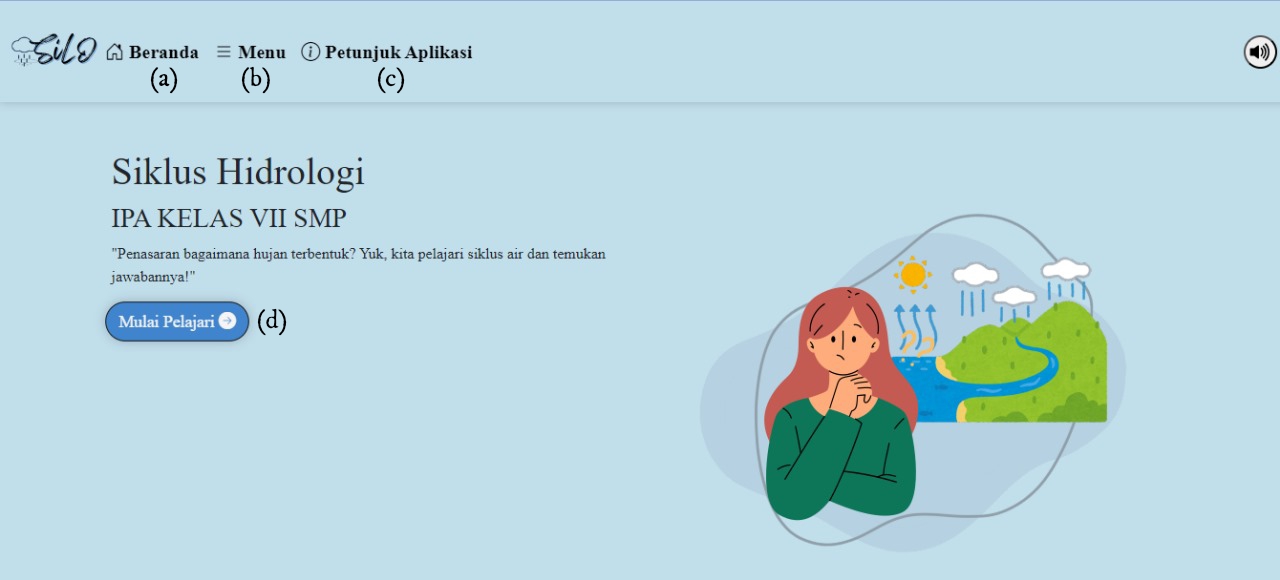 SiLO Beranda Menu Petunjuk Aplikasi
(a) (b) (c)
Siklus Hidrologi
IPA KELAS VII SMP
"Penasaran bagaimana hujan terbentuk? Yuk, kita pelajari siklus air dan temukan
jawabannya!"
Mulai Pelajari (d)